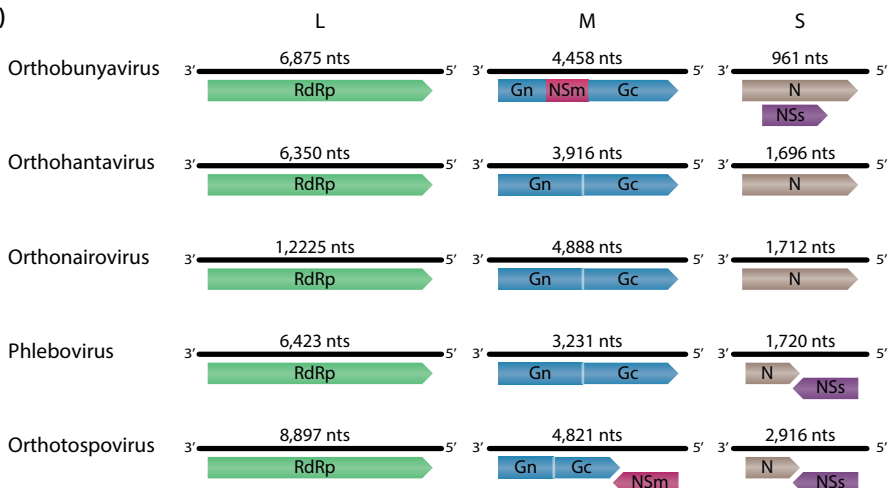 )
L M S
Orthobunyavirus
6,875 nts 4,458 nts 961 nts
3′ 5′ 3′ 5′ 3′ 5′
RdRp Gn NSm Gc N
NSs
Orthohantavirus
6,350 nts 3,916 nts 1,696 nts
3′ 5′ 3′ 5′ 3′ 5′
RdRp Gn Gc N
Orthonairovirus
1,2225 nts 4,888 nts 1,712 nts
3′ 5′ 3′ 5′ 3′ 5′
RdRp Gn Gc N
Phlebovirus
6,423 nts 3,231 nts 1,720 nts
3′ 5′ 3′ 5′ 3′ 5′
RdRp Gn Gc N
NSs
Orthotospovirus
8,897 nts 4,821 nts 2,916 nts
3′ 5′ 3′ 5′ 3′ 5′
RdRp Gn Gc N
NSm NSs